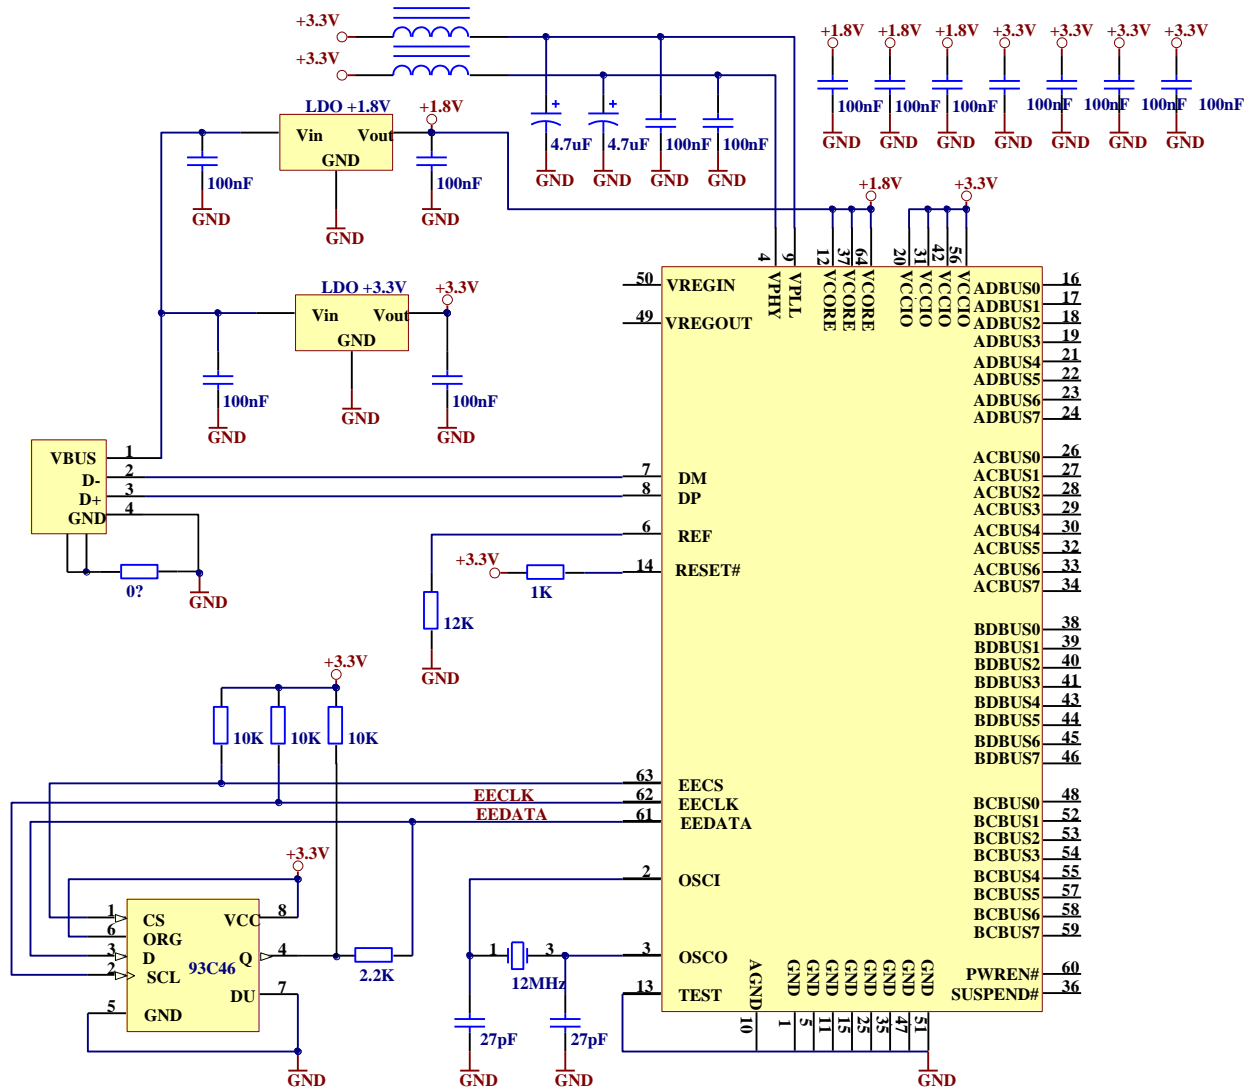 +3.3V
+3.3V
LDO +1.8V
+1.8V
Vin
Vout
GND
100nF
100nF
GND
GND
GND
4.7uF
4.7uF
100nF
100nF
GND
GND
GND
GND
+1.8V
+1.8V
+1.8V
+3.3V
+3.3V
+3.3V
+3.3V
100nF
100nF
100nF
100nF
100nF
100nF
100nF
GND
GND
GND
GND
GND
GND
GND
LDO +3.3V
+3.3V
Vin
Vout
GND
100nF
100nF
GND
GND
GND
+1.8V
+3.3V
4
9
12
37
64
20
31
42
56
VPHY
VPLL
VCORE
VCORE
VCORE
VCCIO
VCCIO
VCCIO
VCCIO
50
VREGIN
49
VREGOUT
VBUS
1
D-
2
D+
3
GND
4
0?
GND
7
DM
8
DP
6
REF
14
RESET#
+3.3V
1K
12K
GND
+3.3V
10K
10K
10K
63
EECS
EECLK
62
EECLK
EEDATA
61
EEDATA
+3.3V
1
CS
6
ORG
3
D
2
SCL
5
GND
93C46
VCC
8
Q
4
DU
7
2.2K
GND
2
OSCI
3
OSCO
13
TEST
1
3
12MHz
27pF
27pF
GND
GND
AGND
GND
GND
GND
GND
GND
GND
GND
GND
10
1
5
11
15
25
35
47
51
GND
ADBUS0
16
ADBUS1
17
ADBUS2
18
ADBUS3
19
ADBUS4
21
ADBUS5
22
ADBUS6
23
ADBUS7
24
ACBUS0
26
ACBUS1
27
ACBUS2
28
ACBUS3
29
ACBUS4
30
ACBUS5
32
ACBUS6
33
ACBUS7
34
BDBUS0
38
BDBUS1
39
BDBUS2
40
BDBUS3
41
BDBUS4
43
BDBUS5
44
BDBUS6
45
BDBUS7
46
BCBUS0
48
BCBUS1
52
BCBUS2
53
BCBUS3
54
BCBUS4
55
BCBUS5
57
BCBUS6
58
BCBUS7
59
PWREN#
60
SUSPEND#
36